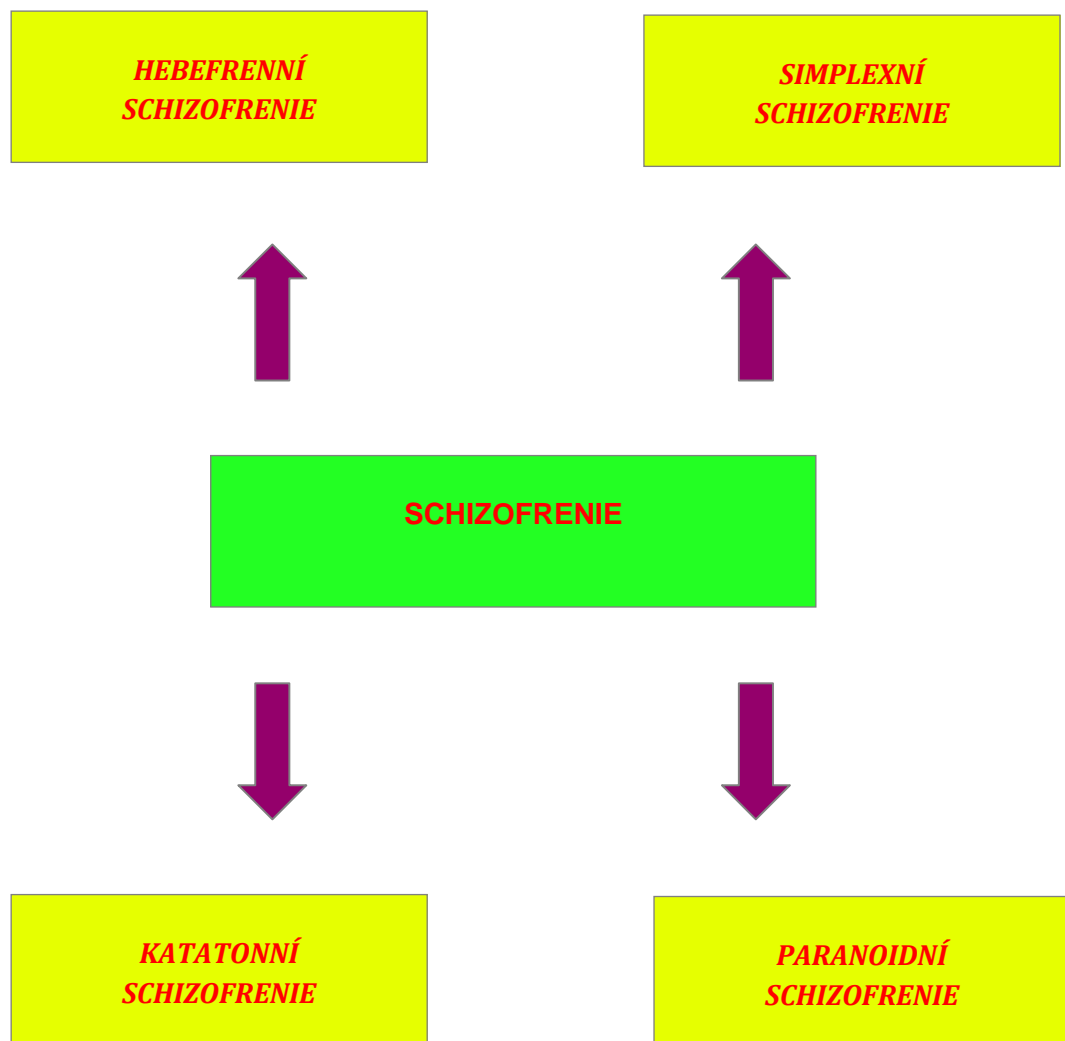 HEBEFRENNÍ
SCHIZOFRENIE
SIMPLEXNÍ
SCHIZOFRENIE
SCHIZOFRENIE
KATATONNÍ
SCHIZOFRENIE
PARANOIDNÍ
SCHIZOFRENIE